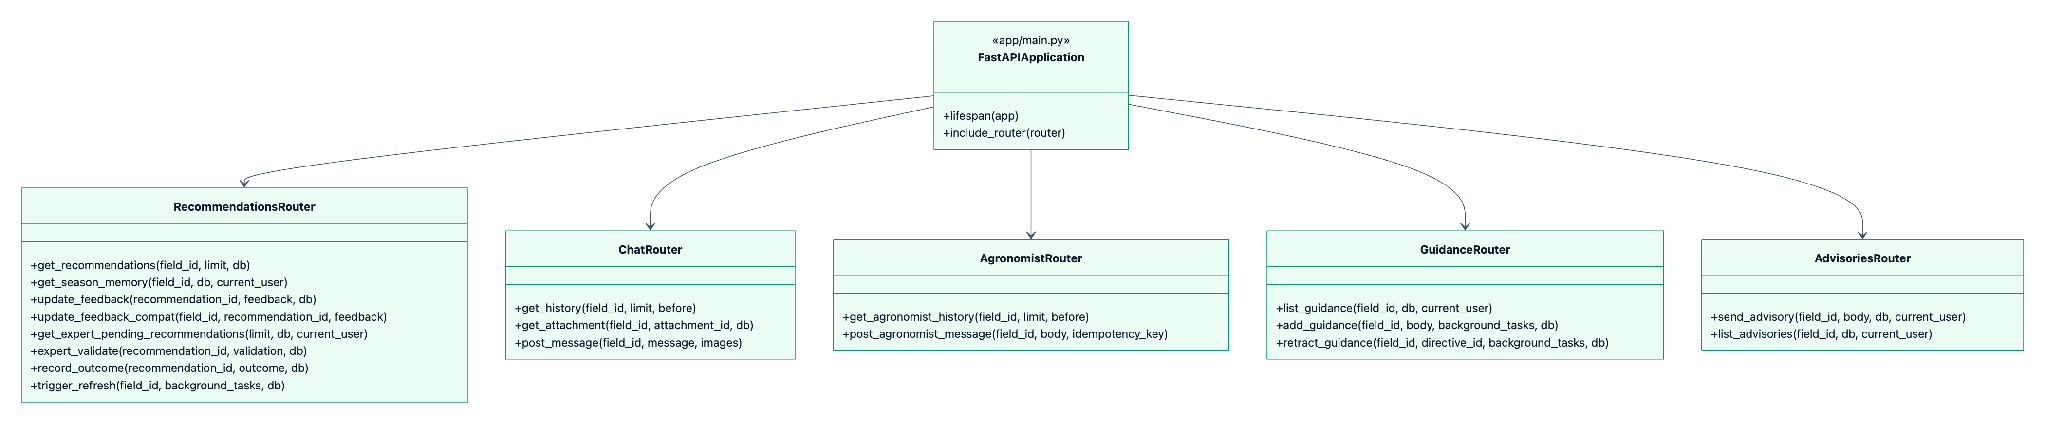 «app/main.py»
FastAPIApplication
+lifespan(app)
+include_router(router)
RecommendationsRouter
+get_recommendations(field_id, limit, db)
+get_season_memory(field_id, db, current_user)
+update_feedback(recommendation_id, feedback, db)
+update_feedback_compat(field_id, recommendation_id, feedback)
+get_expert_pending_recommendations(limit, db, current_user)
+expert_validate(recommendation_id, validation, db)
+record_outcome(recommendation_id, outcome, db)
+trigger_refresh(field_id, background_tasks, db)
ChatRouter
+get_history(field_id, limit, before)
+get_attachment(field_id, attachment_id, db)
+post_message(field_id, message, images)
AgronomistRouter
+get_agronomist_history(field_id, limit, before)
+post_agronomist_message(field_id, body, idempotency_key)
GuidanceRouter
+list_guidance(field_id, db, current_user)
+add_guidance(field_id, body, background_tasks, db)
+retract_guidance(field_id, directive_id, background_tasks, db)
AdvisoriesRouter
+send_advisory(field_id, body, db, current_user)
+list_advisories(field_id, db, current_user)